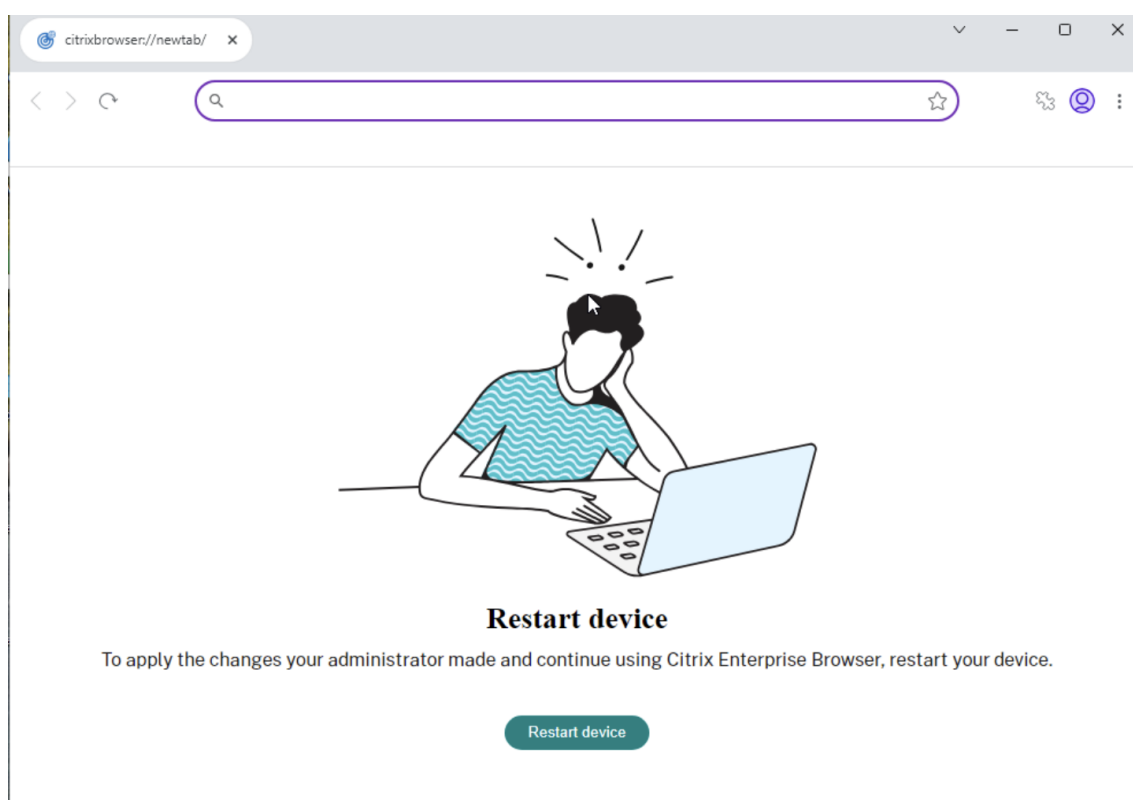 citrixbrowser://newtab/
Restart device
To apply the changes your administrator made and continue using Citrix Enterprise Browser, restart your device.
Restart device